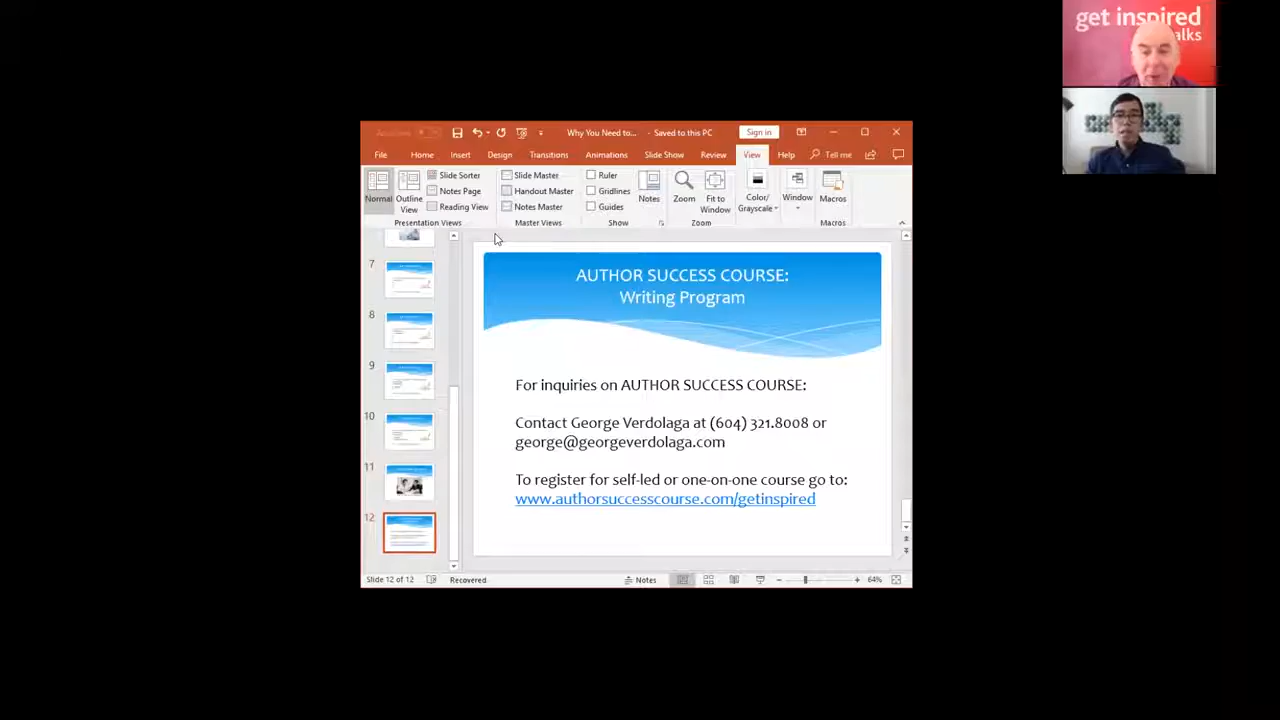 get inspired
talks
Why You Need to... - Saved to this PC
Sign in
File Home Insert Design Transitions Animations Slide Show Review View Help Tell me
Normal
Outline View
Slide Sorter
Notes Page
Reading View
Presentation Views
Slide Master
Handout Master
Notes Master
Master Views
Ruler
Gridlines
Guides
Show
Notes
Zoom
Fit to Window
Zoom
Color/ Grayscale
Window
Macros
Macros
7
8
9
10
11
12
AUTHOR SUCCESS COURSE:
Writing Program
For inquiries on AUTHOR SUCCESS COURSE:
Contact George Verdolaga at (604) 321.8008 or
george@georgeverdolaga.com
To register for self-led or one-on-one course go to:
www.authorsuccesscourse.com/getinspired
Slide 12 of 12 Recovered Notes 64%